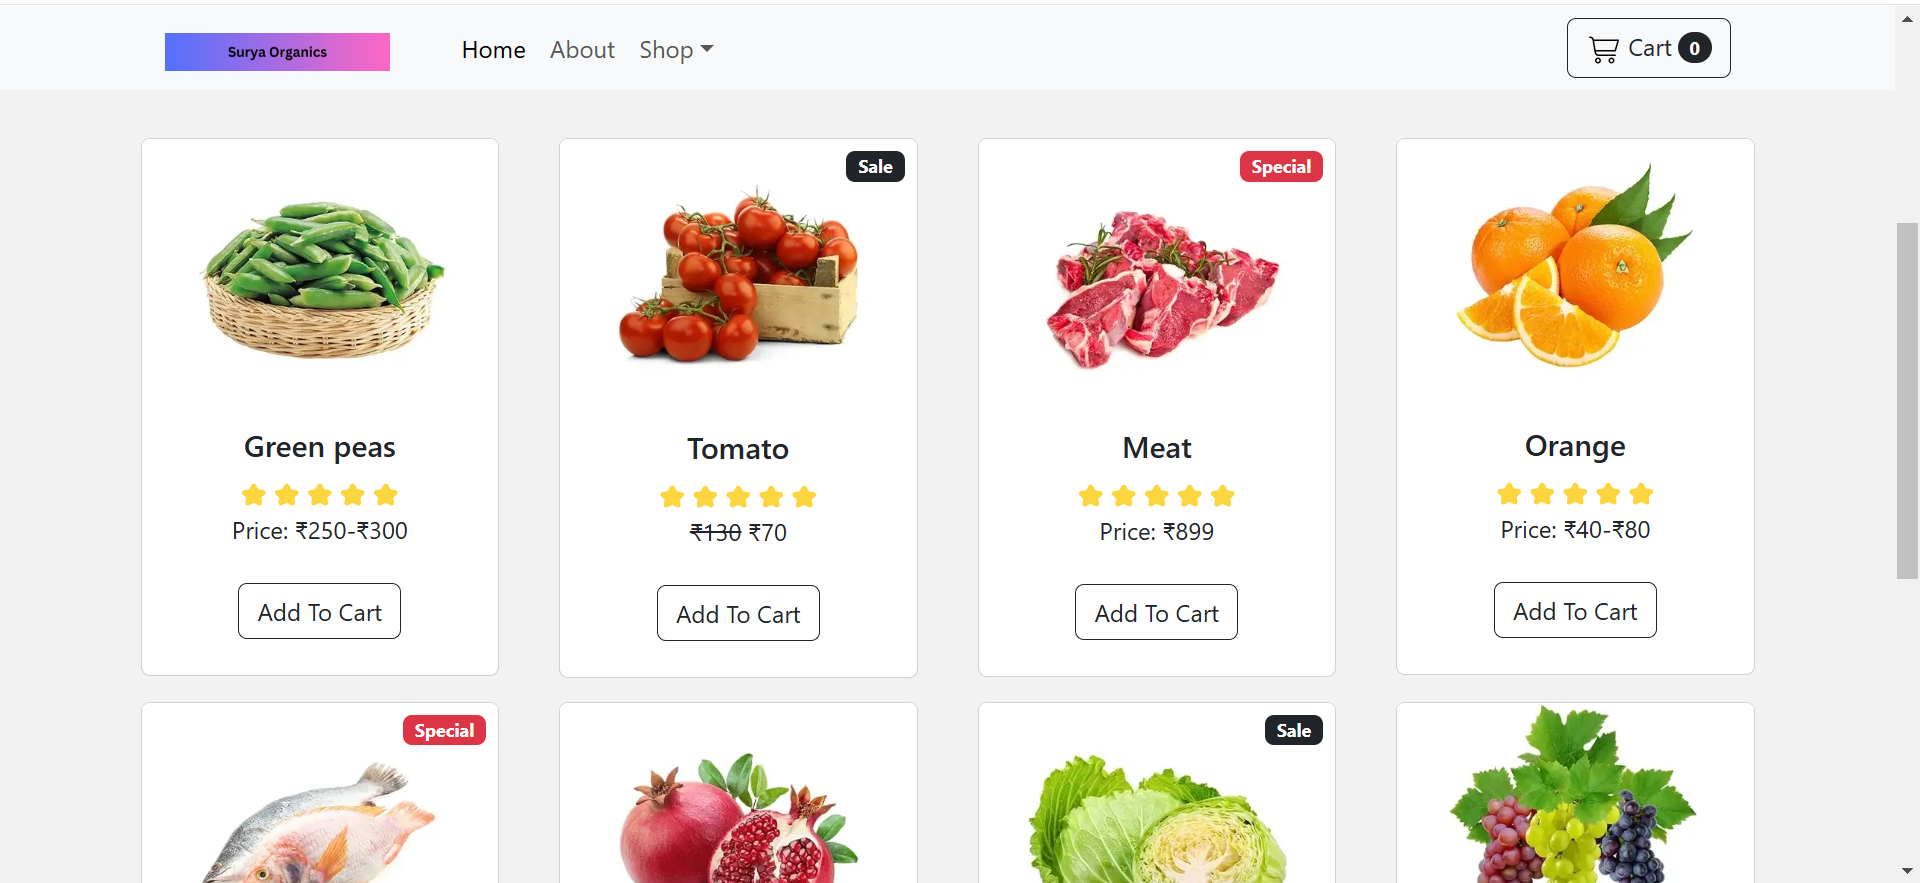 Surya Organics
Home About Shop
Cart 0
Green peas
Price: ₹250-₹300
Add To Cart
Sale
Tomato
₹130 ₹70
Add To Cart
Special
Meat
Price: ₹899
Add To Cart
Orange
Price: ₹40-₹80
Add To Cart
Special
Sale